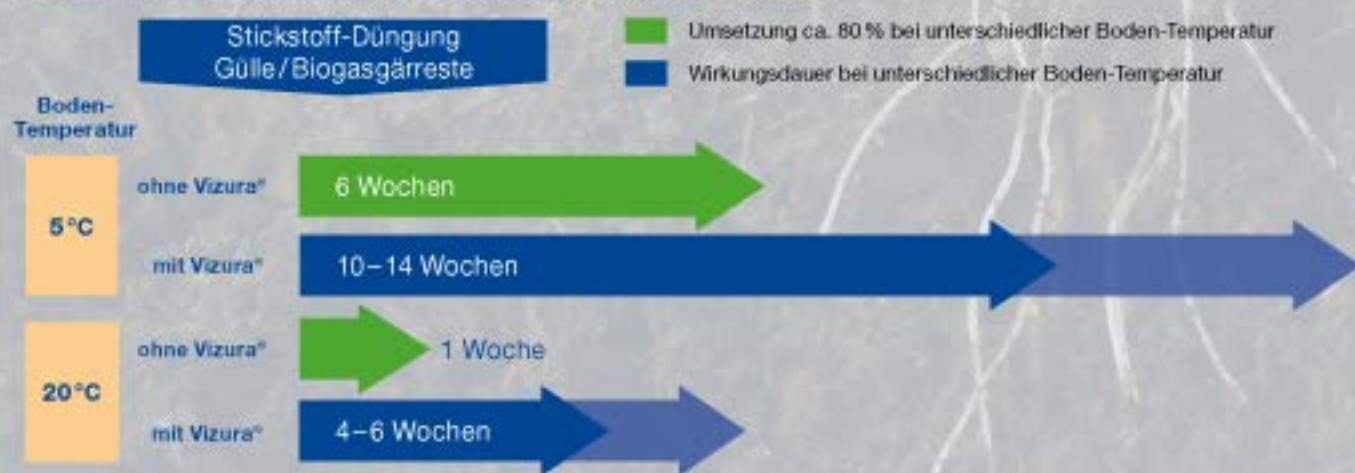 Stickstoff-Düngung
Gülle/Biogasgärreste
Umsetzung ca. 80 % bei unterschiedlicher Boden-Temperatur
Wirkungsdauer bei unterschiedlicher Boden-Temperatur
Boden-
Temperatur
5 °C
ohne Vizura®
6 Wochen
mit Vizura®
10–14 Wochen
20 °C
ohne Vizura®
1 Woche
mit Vizura®
4–6 Wochen